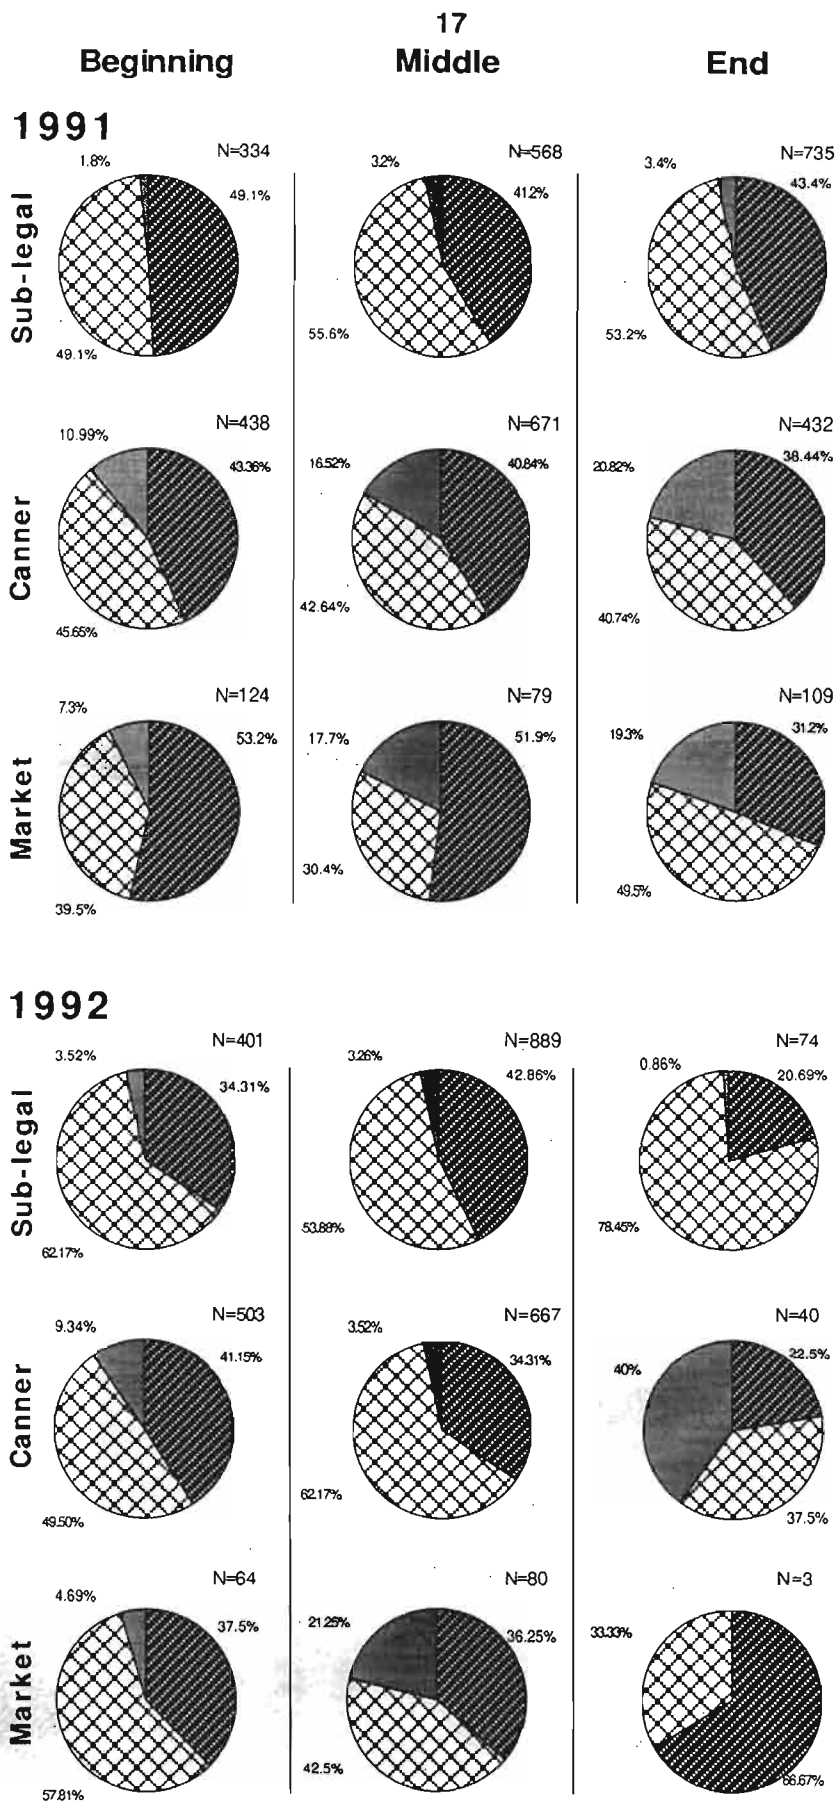 17
Beginning Middle End
1991
Sub-legal
1.8% N=334
49.1%
49.1%
32% N=568
412%
55.6%
3.4% N=735
43.4%
53.2%
Canner
N=438
10.99%
43.36%
45.65%
N=671
16.52% 40.84%
42.64%
N=432
38.44%
20.82%
40.74%
Market
N=124
7.3%
53.2%
39.5%
N=79
17.7% 51.9%
30.4%
N=109
19.3% 31.2%
49.5%
1992
Sub-legal
N=401
3.52%
34.31%
62.17%
N=889
3.26%
42.86%
53.88%
N=74
0.86% 20.69%
78.45%
Canner
N=503
9.34%
41.15%
49.50%
N=667
3.52%
34.31%
62.17%
N=40
22.5%
40%
37.5%
Market
N=64
4.69%
37.5%
57.81%
N=80
21.25% 36.25%
42.5%
N=3
33.33%
66.67%